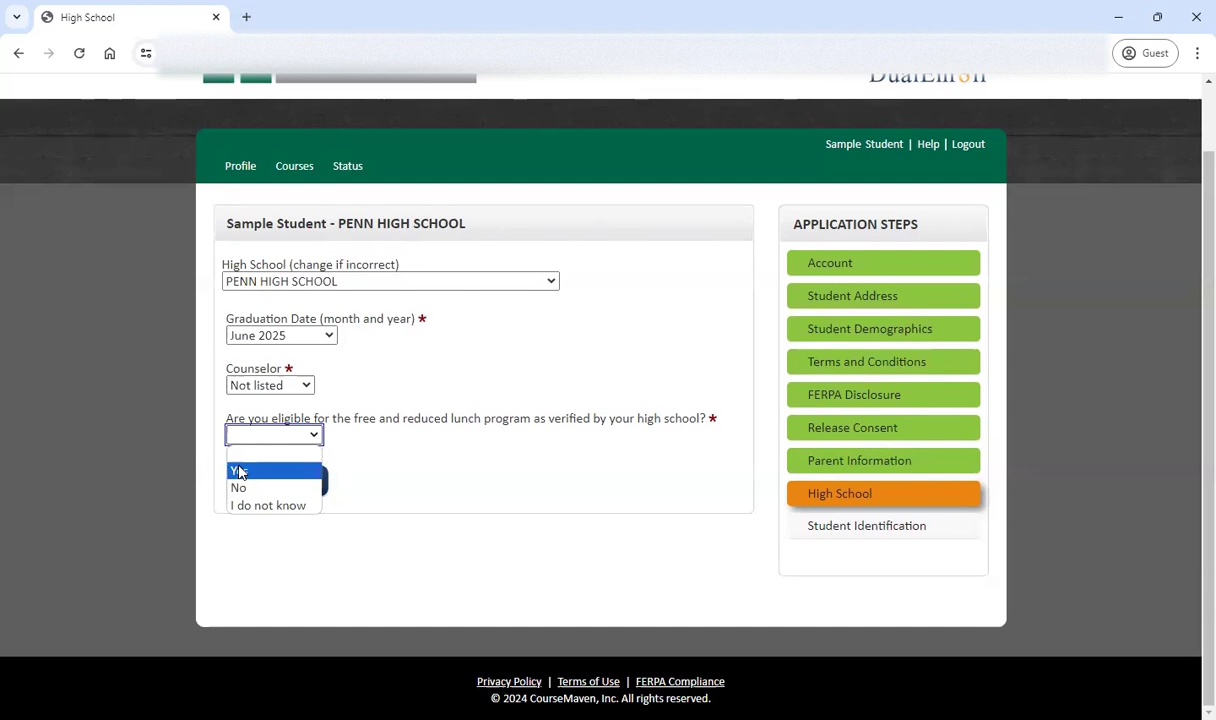 High School
Guest
DualEnroll
Sample Student | Help | Logout
Profile Courses Status
Sample Student - PENN HIGH SCHOOL
High School (change if incorrect)
PENN HIGH SCHOOL
Graduation Date (month and year) *
June 2025
Counselor *
Not listed
Are you eligible for the free and reduced lunch program as verified by your high school? *
Yes
No
I do not know
APPLICATION STEPS
Account
Student Address
Student Demographics
Terms and Conditions
FERPA Disclosure
Release Consent
Parent Information
High School
Student Identification
Privacy Policy | Terms of Use | FERPA Compliance
© 2024 CourseMaven, Inc. All rights reserved.